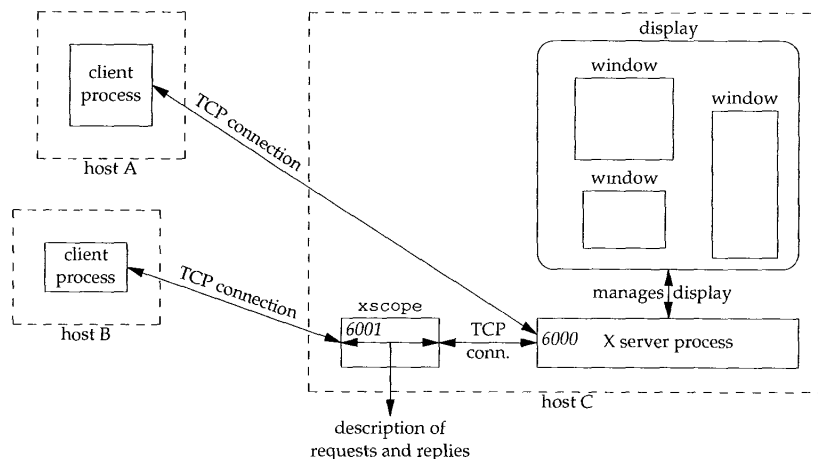 display
client
process
window
window
TCP connection
host A
window
client
process
TCP connection
manages display
xscope
host B
6001
TCP
conn.
6000
X server process
host C
description of
requests and replies